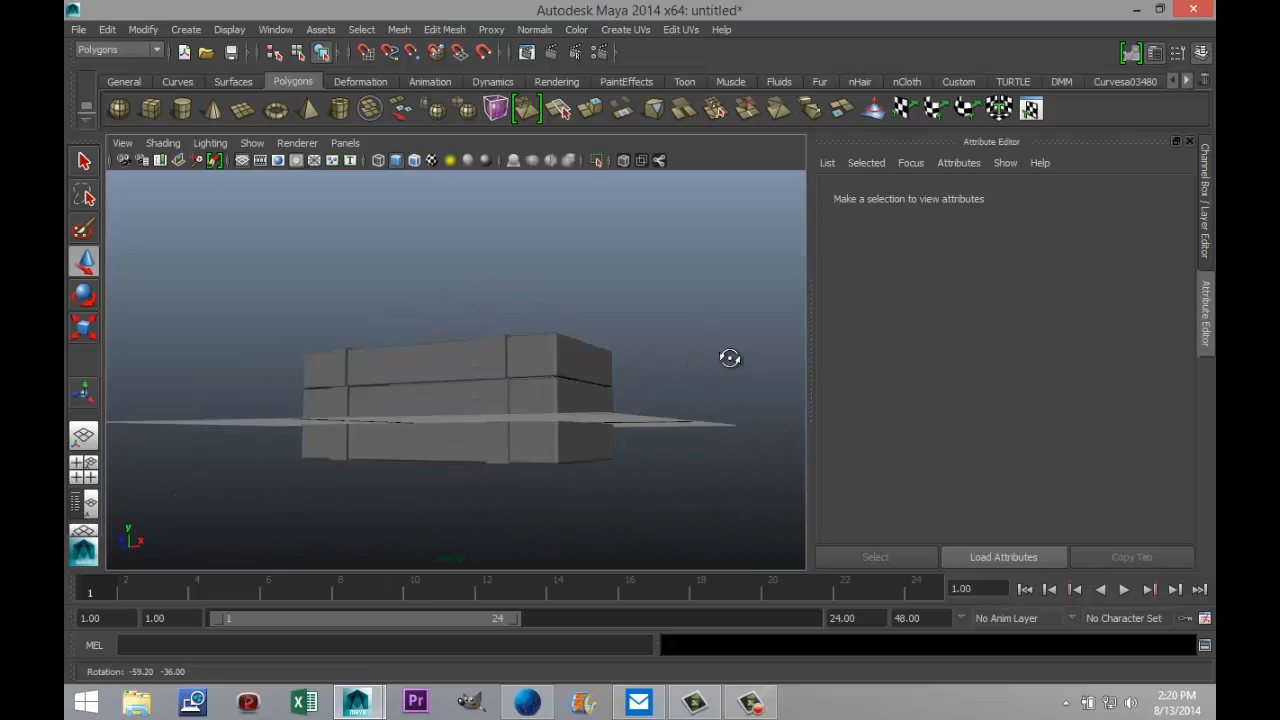 Autodesk Maya 2014 x64: untitled*
File Edit Modify Create Display Window Assets Select Mesh Edit Mesh Proxy Normals Color Create UVs Edit UVs Help
Polygons
General Curves Surfaces Polygons Deformation Animation Dynamics Rendering PaintEffects Toon Muscle Fluids Fur nHair nCloth Custom TURTLE DMM Curvesa03480
View Shading Lighting Show Renderer Panels
Attribute Editor
List Selected Focus Attributes Show Help
Make a selection to view attributes
Channel Box / Layer Editor
Attribute Editor
y
x
Select Load Attributes Copy Tab
2 4 6 8 10 12 14 16 18 20 22 24
1
1.00
1.00 1.00 1 24 24.00 48.00 No Anim Layer No Character Set
MEL
Rotation: -59.20 -36.00
Pr
2:20 PM
8/13/2014